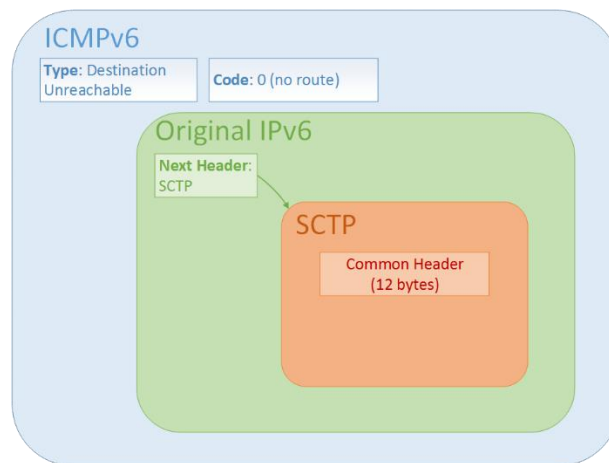 ICMPv6
Type: Destination
Unreachable
Code: 0 (no route)
Original IPv6
Next Header:
SCTP
SCTP
Common Header
(12 bytes)